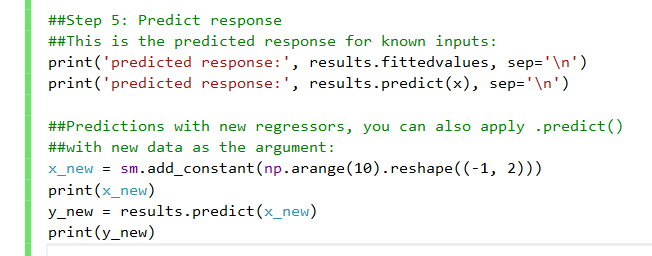 ##Step 5: Predict response
##This is the predicted response for known inputs:
print('predicted response:', results.fittedvalues, sep='\n')
print('predicted response:', results.predict(x), sep='\n')
##Predictions with new regressors, you can also apply .predict()
##with new data as the argument:
x_new = sm.add_constant(np.arange(10).reshape((-1, 2)))
print(x_new)
y_new = results.predict(x_new)
print(y_new)